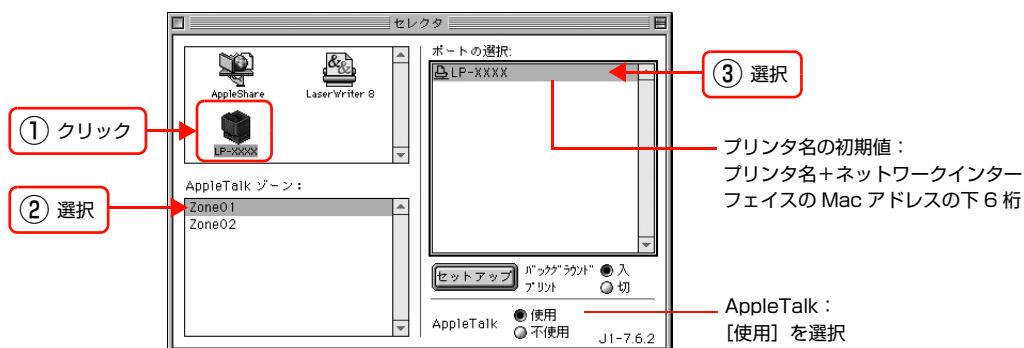 セレクタ
AppleShare
LaserWriter 8
LP-XXXX
① クリック
AppleTalk ゾーン：
② 選択
Zone01
Zone02
ポートの選択:
LP-XXXX
③ 選択
プリンタ名の初期値：
プリンタ名＋ネットワークインター
フェイスの Mac アドレスの下 6 桁
セットアップ
バックグラウンド
プリント
入
切
AppleTalk
使用
不使用
J1-7.6.2
AppleTalk：
［使用］を選択